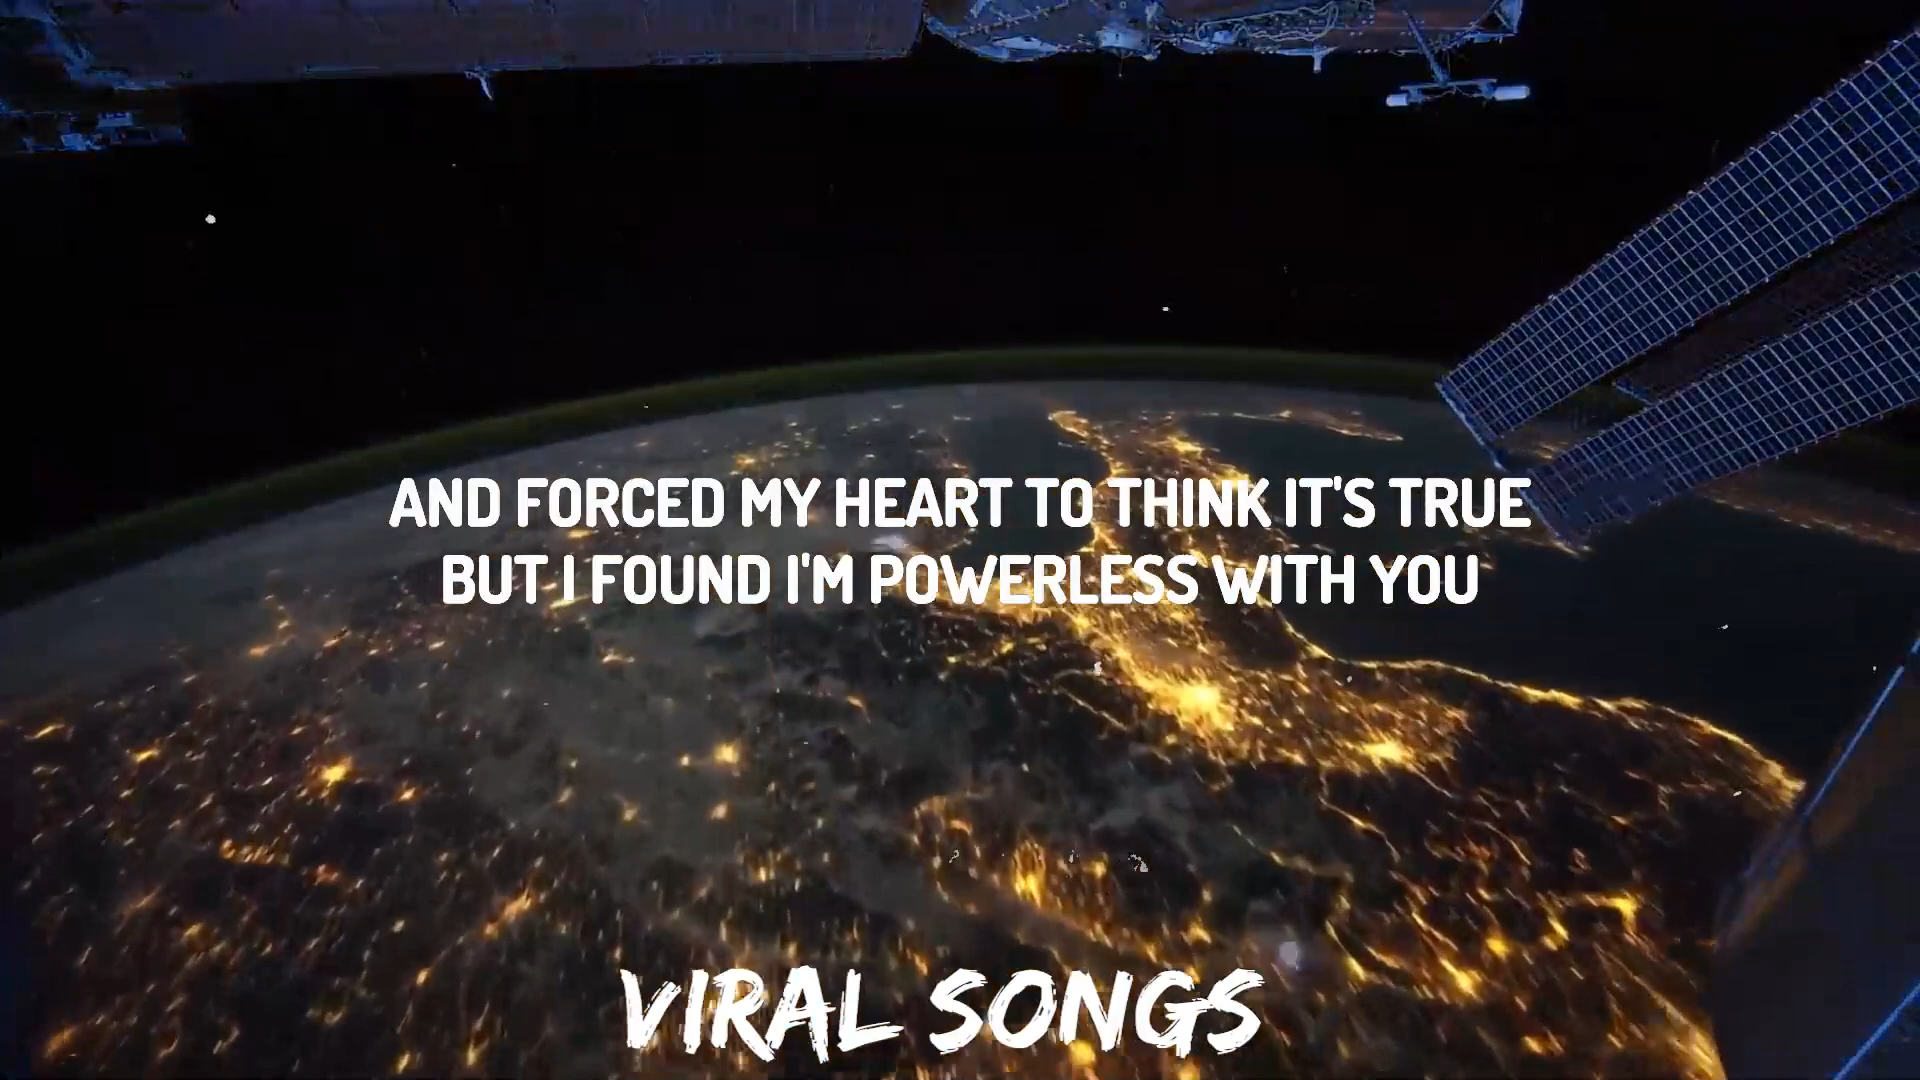 AND FORCED MY HEART TO THINK IT'S TRUE
BUT I FOUND I'M POWERLESS WITH YOU
VIRAL SONGS